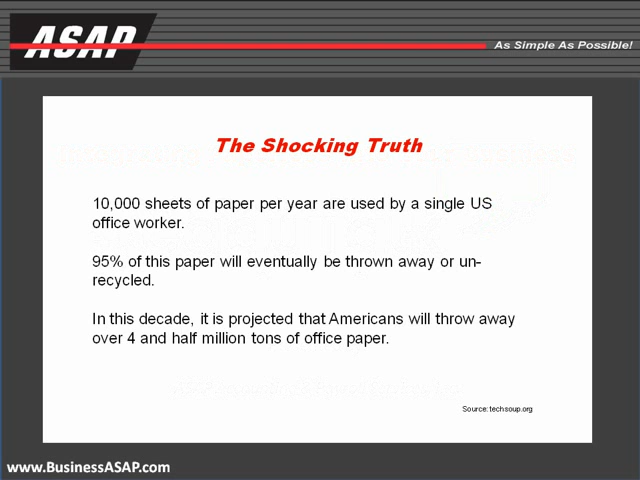 ASAP
As Simple As Possible!
The Shocking Truth
10,000 sheets of paper per year are used by a single US
office worker.
95% of this paper will eventually be thrown away or un-
recycled.
In this decade, it is projected that Americans will throw away
over 4 and half million tons of office paper.
Source: techsoup.org
www.BusinessASAP.com